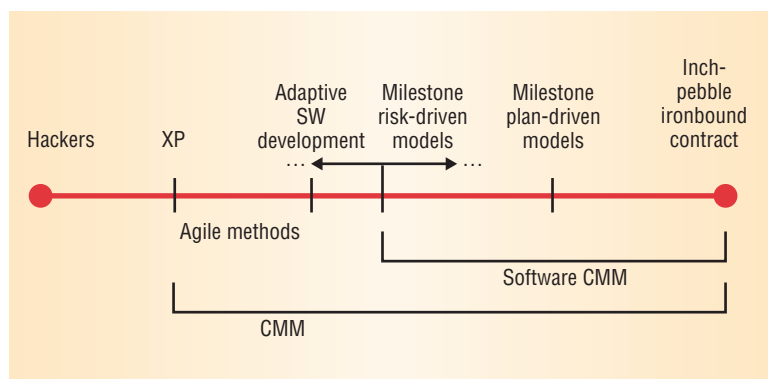 Hackers
XP
Adaptive
SW
development
Milestone
risk-driven
models
Milestone
plan-driven
models
Inch-
pebble
ironbound
contract
... ...
Agile methods
Software CMM
CMM